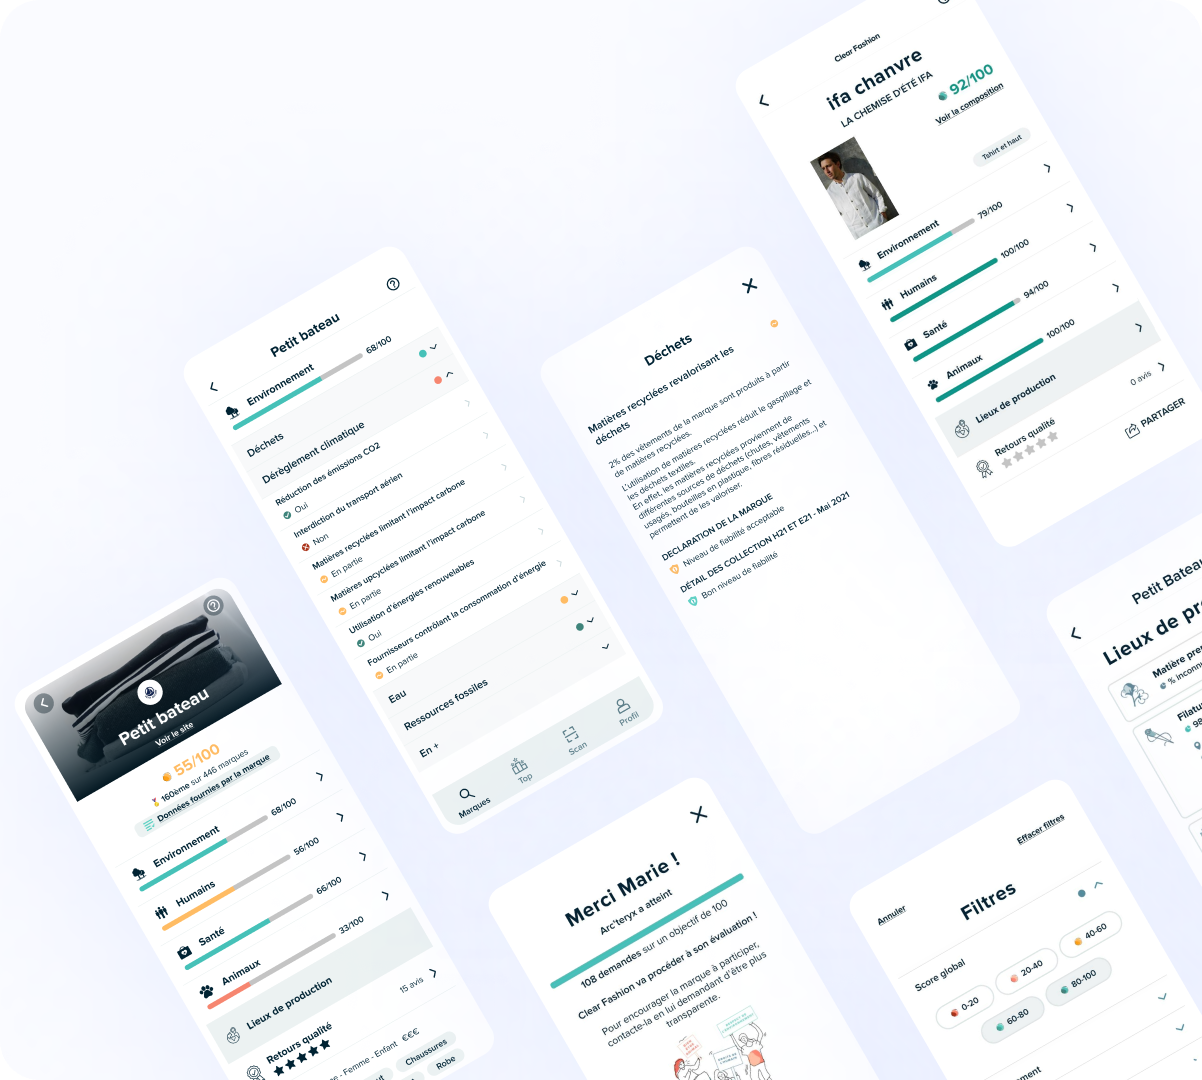 Clear Fashion
ifa chanvre
LA CHEMISE D'ÉTÉ IFA
92/100
Voir la composition
Tshirt et haut
Environnement
79/100
Humains
100/100
Santé
94/100
Animaux
100/100
Lieux de production
Retours qualité
0 avis
PARTAGER
Petit bateau
Environnement
68/100
Déchets
Dérèglement climatique
Réduction des émissions CO2
Oui
Interdiction du transport aérien
Non
Matières recyclées limitant l'impact carbone
En partie
Matières upcyclées limitant l'impact carbone
En partie
Utilisation d'énergies renouvelables
Oui
Fournisseurs contrôlant la consommation d'énergie
En partie
Eau
Ressources fossiles
En +
Marques
Top
Scan
Profil
Déchets
Matières recyclées revalorisant les
déchets
2% des vêtements de la marque sont produits à partir
de matières recyclées.
L'utilisation de matières recyclées réduit le gaspillage et
les déchets textiles.
En effet, les matières recyclées proviennent de
différentes sources de déchets (chutes, vêtements
usagés, bouteilles en plastique, fibres résiduelles...) et
permettent de les valoriser.
DECLARATION DE LA MARQUE
Niveau de fiabilité acceptable
DÉTAIL DES COLLECTION H21 ET E21 - Mai 2021
Bon niveau de fiabilité
Petit bateau
Voir le site
55/100
160ème sur 446 marques
Données fournies par la marque
Environnement
68/100
Humains
56/100
Santé
66/100
Animaux
33/100
Lieux de production
Retours qualité
15 avis
- Femme - Enfant €€€
Chaussures
Robe
Merci Marie !
Arc'teryx a atteint
108 demandes sur un objectif de 100
Clear Fashion va procéder à son évaluation !
Pour encourager la marque à participer,
contacte-la en lui demandant d'être plus
transparente.
Annuler
Effacer filtres
Filtres
Score global
0-20
20-40
40-60
60-80
80-100
Petit Bateau
Lieux de pr
Matière pre
% Inconn
Filatu